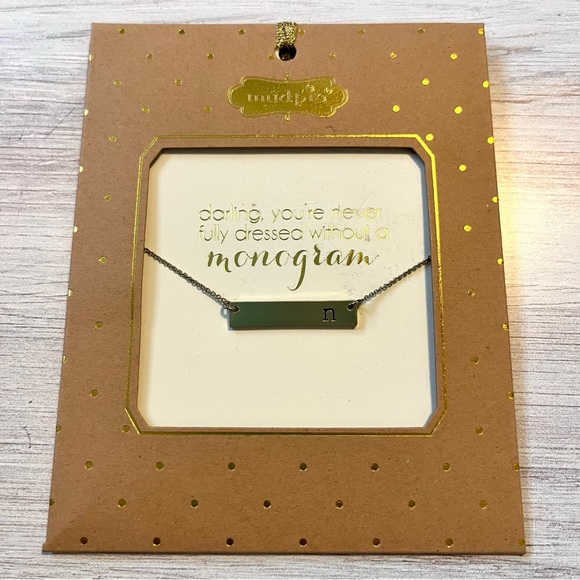 mudpie
darling, you're never
fully dressed without a
monogram
n